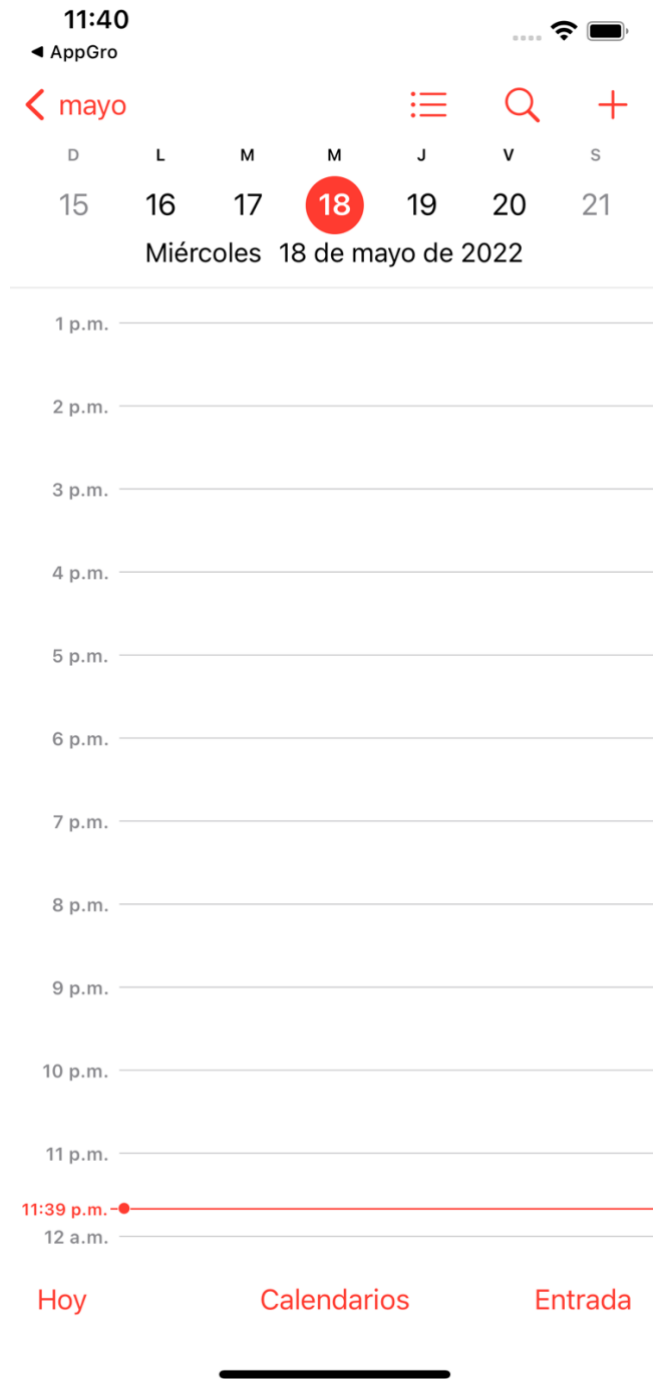 11:40
◀ AppGro
mayo
D L M M J V S
15 16 17 18 19 20 21
Miércoles 18 de mayo de 2022
1 p.m.
2 p.m.
3 p.m.
4 p.m.
5 p.m.
6 p.m.
7 p.m.
8 p.m.
9 p.m.
10 p.m.
11 p.m.
11:39 p.m.
12 a.m.
Hoy Calendarios Entrada